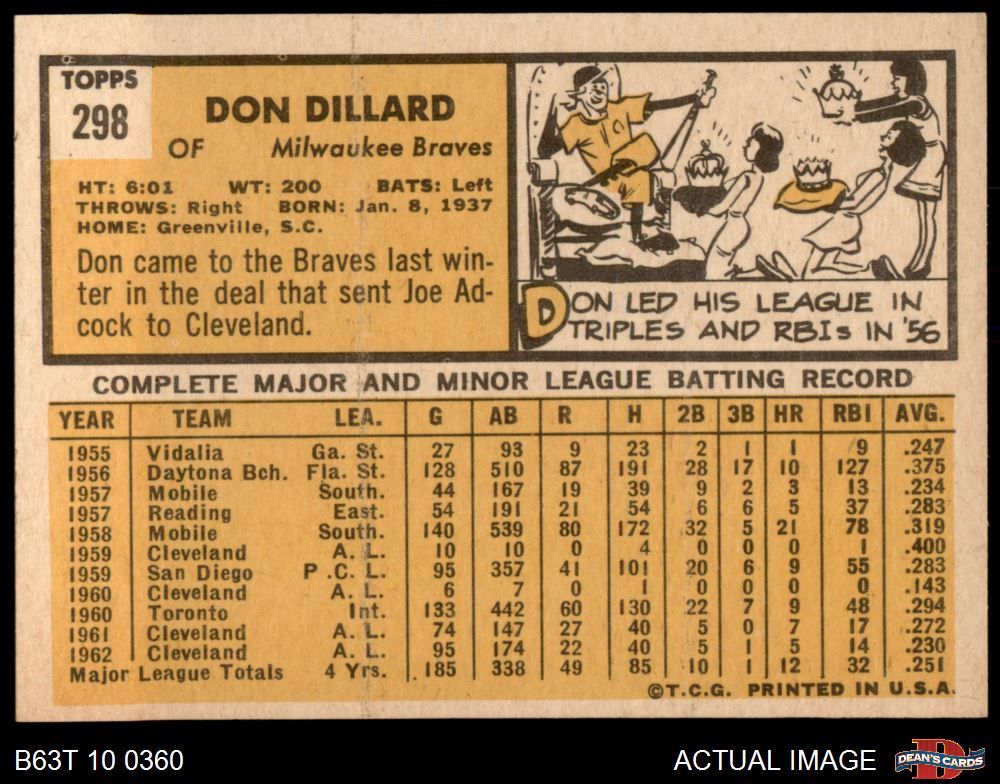 TOPPS
298
DON DILLARD
OF Milwaukee Braves
HT: 6:01 WT: 200 BATS: Left
THROWS: Right BORN: Jan. 8, 1937
HOME: Greenville, S.C.
Don came to the Braves last win-
ter in the deal that sent Joe Ad-
cock to Cleveland.
DON LED HIS LEAGUE IN
TRIPLES AND RBIs IN '56
COMPLETE MAJOR AND MINOR LEAGUE BATTING RECORD
YEAR TEAM LEA. G AB R H 2B 3B HR RBI AVG.
1955 Vidalia Ga. St. 27 93 9 23 2 1 1 9 .247
1956 Daytona Bch. Fla. St. 128 510 87 191 28 17 10 127 .375
1957 Mobile South. 44 167 19 39 9 2 3 13 .234
1957 Reading East. 54 191 21 54 6 6 5 37 .283
1958 Mobile South. 140 539 80 172 32 5 21 78 .319
1959 Cleveland A. L. 10 10 0 4 0 0 0 1 .400
1959 San Diego P .C. L. 95 357 41 101 20 6 9 55 .283
1960 Cleveland A. L. 6 7 0 1 0 0 0 0 .143
1960 Toronto Int. 133 442 60 130 22 7 9 48 .294
1961 Cleveland A. L. 74 147 27 40 5 0 7 17 .272
1962 Cleveland A. L. 95 174 22 40 5 1 5 14 .230
Major League Totals 4 Yrs. 185 338 49 85 10 1 12 32 .251
©T.C.G. PRINTED IN U.S.A.
B63T 10 0360
ACTUAL IMAGE
DEAN'S CARDS